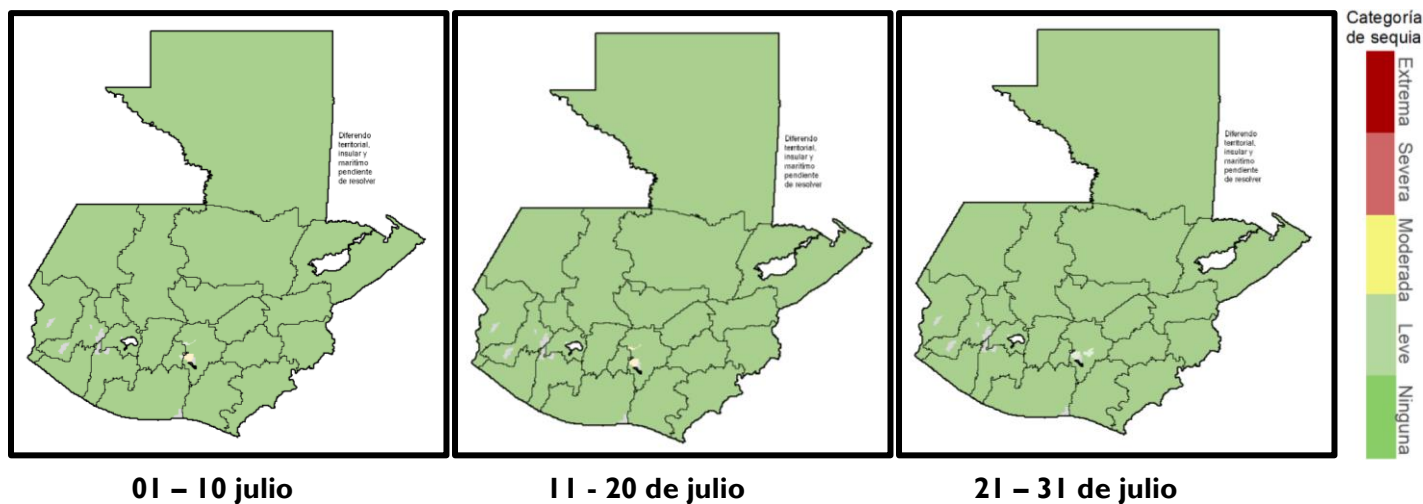 Diferendo
territorial,
insular y
marítimo
pendiente
de resolver
Diferendo
territorial,
insular y
marítimo
pendiente
de resolver
Diferendo
territorial,
insular y
marítimo
pendiente
de resolver
Categoría
de sequia
Extrema
Severa
Moderada
Leve
Ninguna
01 – 10 julio
11 - 20 de julio
21 – 31 de julio